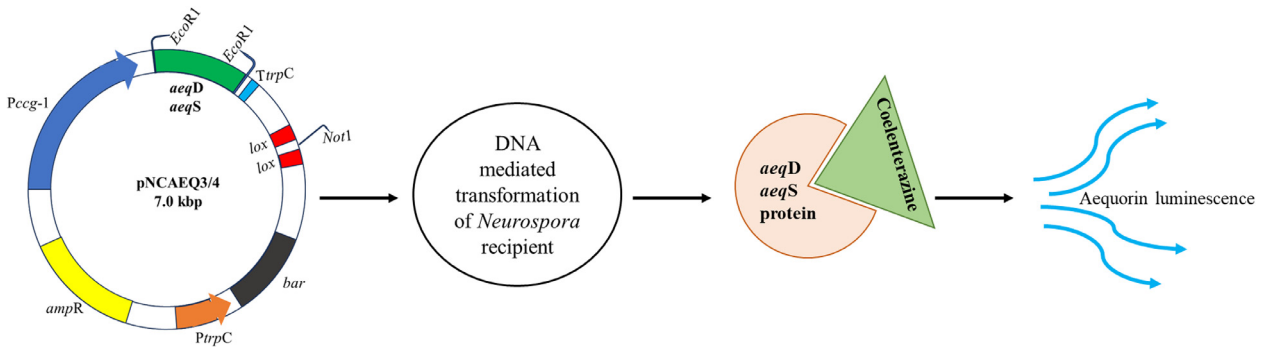 EcoR1
EcoR1
TtrpC
Pccg-1
aeqD
aeqS
lox
Not1
lox
pNCAEQ3/4
7.0 kbp
bar
ampR
PtrpC
DNA
mediated
transformation
of Neurospora
recipient
aeqD
aeqS
protein
Coelenterazine
Aequorin luminescence